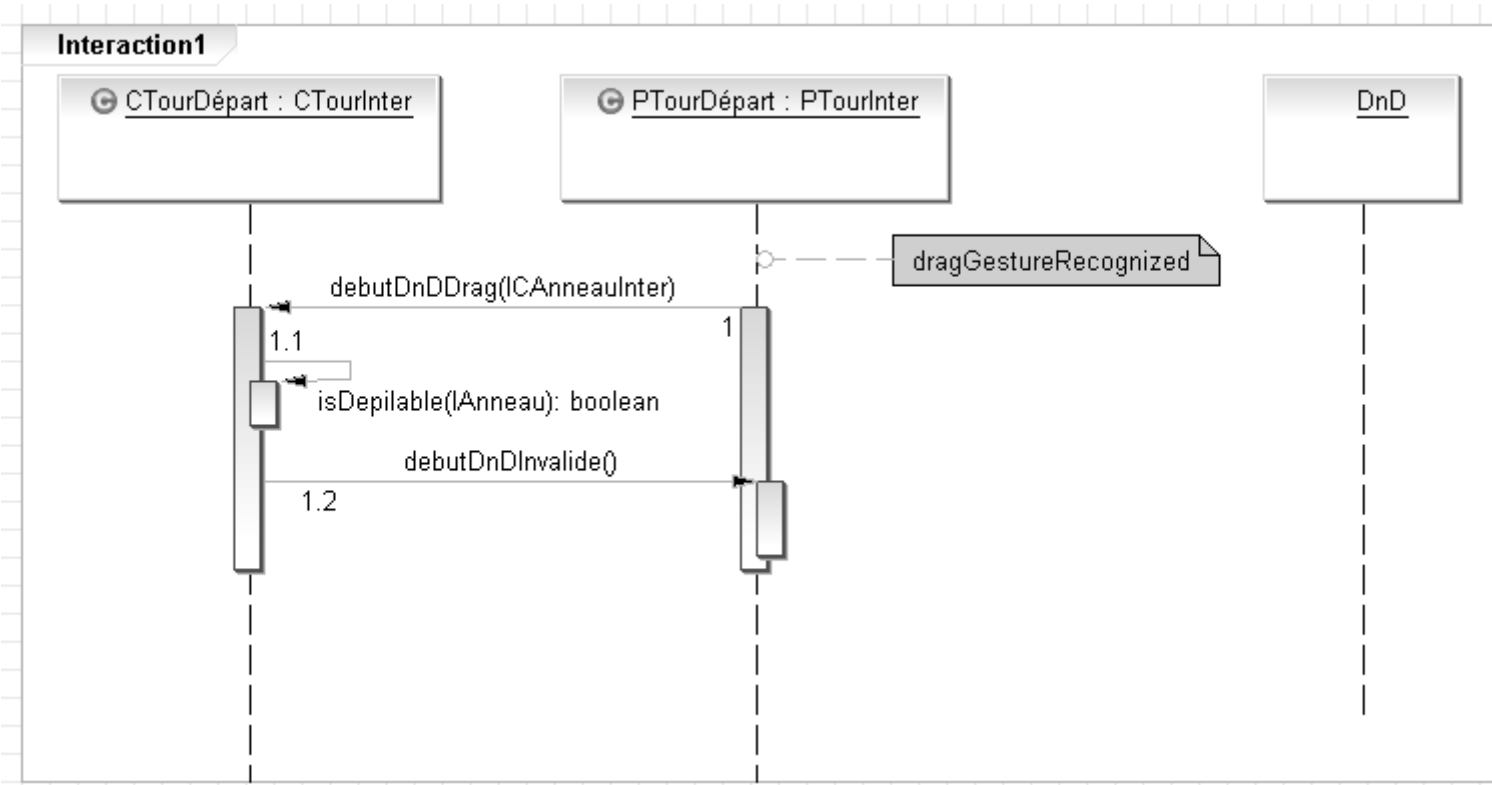 Interaction1
C CTourDépart : CTourInter
C PTourDépart : PTourInter
DnD
dragGestureRecognized
debutDnDDrag(ICAnneauInter)
1
1.1
isDepilable(IAnneau): boolean
debutDnDInvalide()
1.2